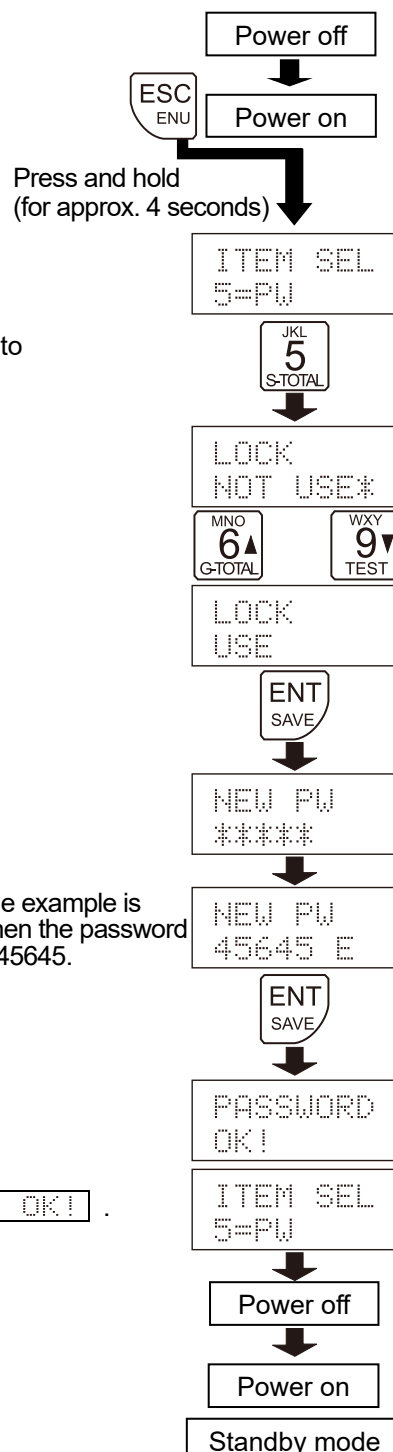 Power off
ESC
ENU
Power on
Press and hold
(for approx. 4 seconds)
ITEM SEL
5=PW
to
JKL
5
S-TOTAL
LOCK
NOT USE*
MNO
6▲
G-TOTAL
WXY
9▼
TEST
LOCK
USE
ENT
SAVE
NEW PW
*****
e example is
hen the password
45645.
NEW PW
45645 E
ENT
SAVE
PASSWORD
OK!
OK! .
ITEM SEL
5=PW
Power off
Power on
Standby mode